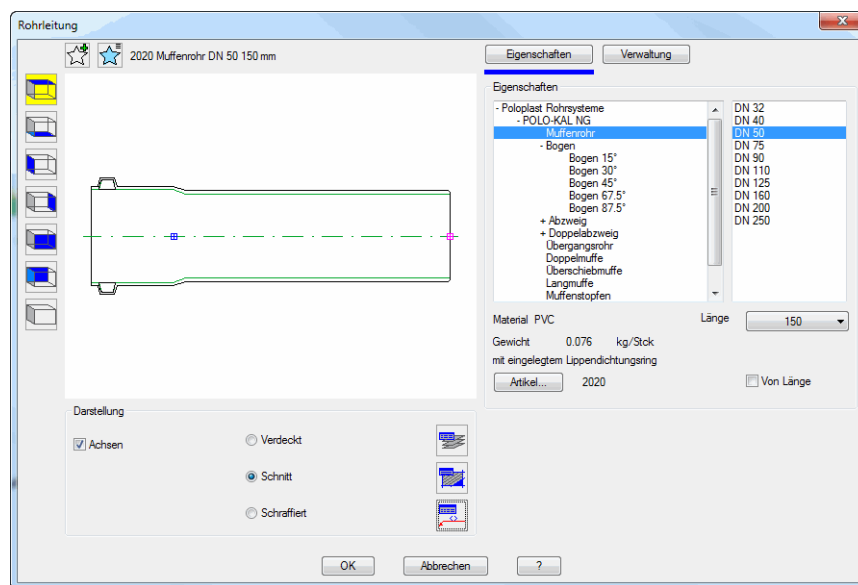 Rohrleitung
2020 Muffenrohr DN 50 150 mm
Eigenschaften
Verwaltung
Eigenschaften
- Poloplast Rohrsysteme
- POLO-KAL NG
Muffenrohr
- Bogen
Bogen 15°
Bogen 30°
Bogen 45°
Bogen 67.5°
Bogen 87.5°
+ Abzweig
+ Doppelabzweig
Übergangsrohr
Doppelmuffe
Überschiebmuffe
Langmuffe
Muffenstopfen
DN 32
DN 40
DN 50
DN 75
DN 90
DN 110
DN 125
DN 160
DN 200
DN 250
Material PVC
Länge
150
Gewicht 0.076 kg/Stck
mit eingelegtem Lippendichtungsring
Artikel... 2020
Von Länge
Darstellung
Achsen
Verdeckt
Schnitt
Schraffiert
OK
Abbrechen
?